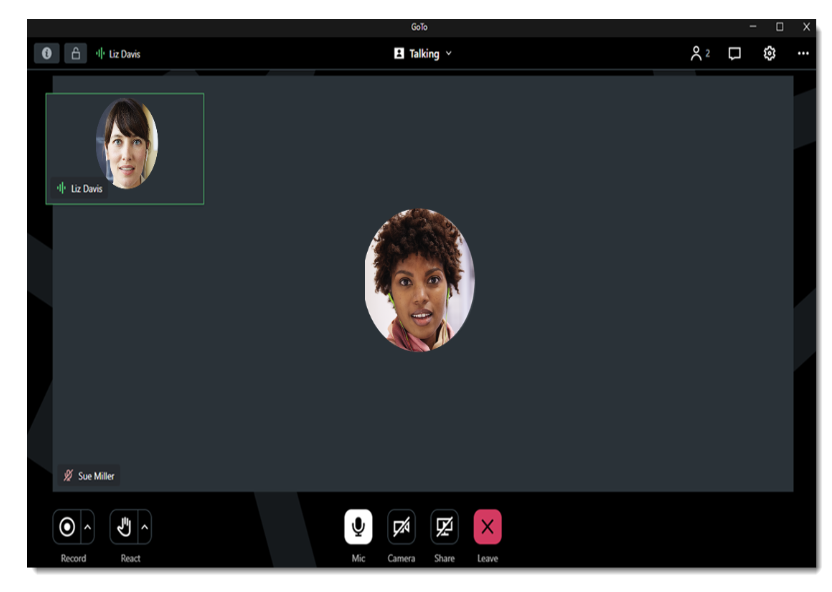 GoTo
Liz Davis
Talking
2
Liz Davis
Sue Miller
Record
React
Mic
Camera
Share
Leave